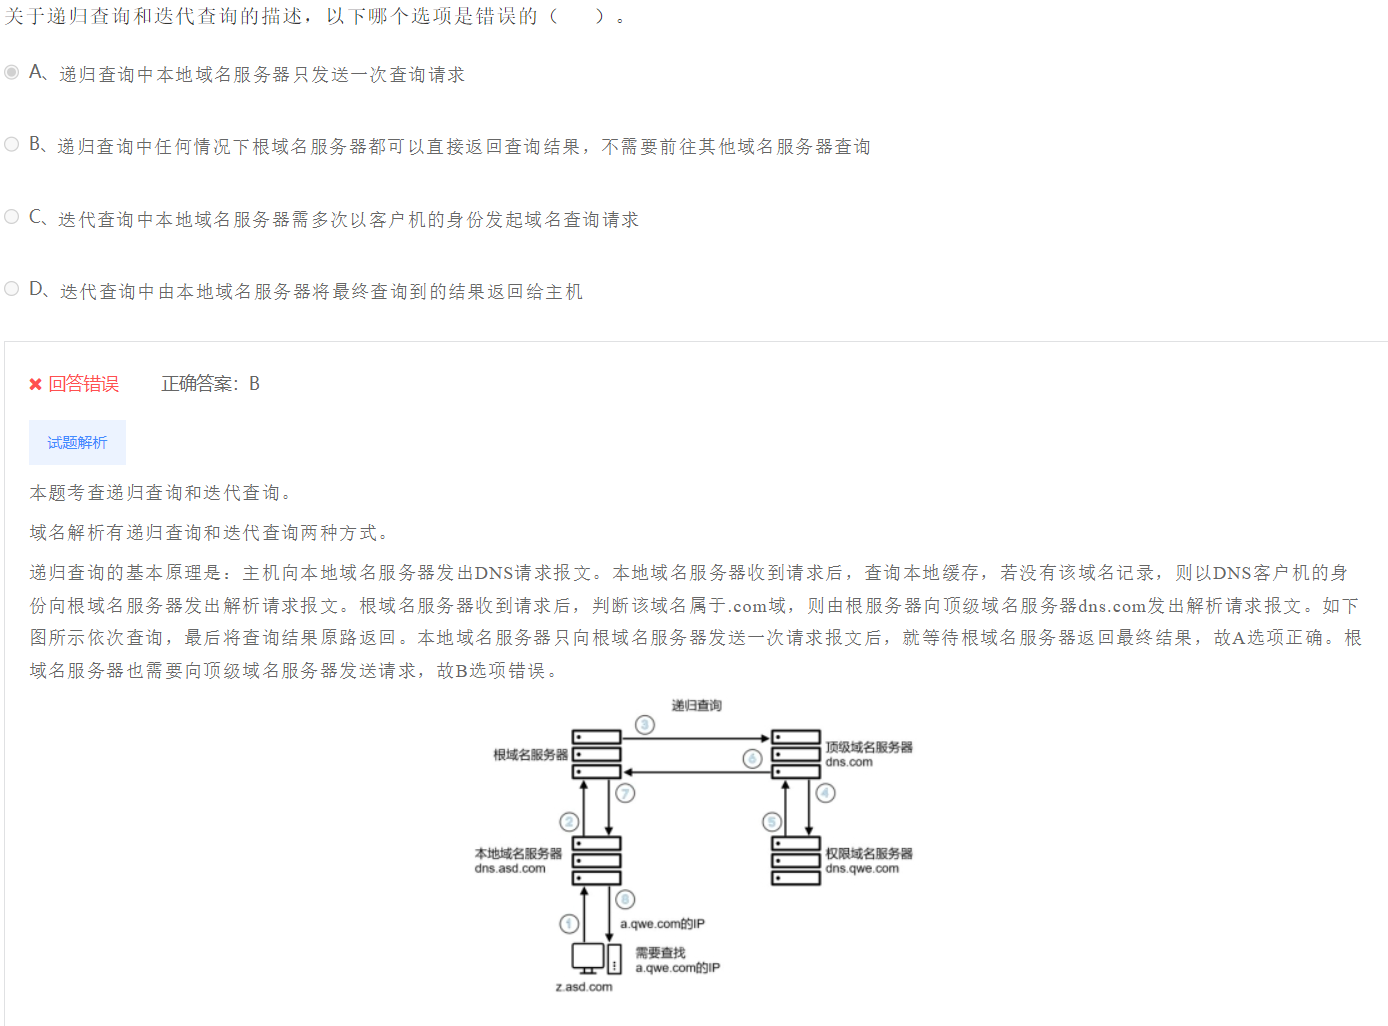 关于递归查询和迭代查询的描述，以下哪个选项是错误的（　　）。
A、递归查询中本地域名服务器只发送一次查询请求
B、递归查询中任何情况下根域名服务器都可以直接返回查询结果，不需要前往其他域名服务器查询
C、迭代查询中本地域名服务器需多次以客户机的身份发起域名查询请求
D、迭代查询中由本地域名服务器将最终查询到的结果返回给主机
✖ 回答错误 正确答案：B
试题解析
本题考查递归查询和迭代查询。
域名解析有递归查询和迭代查询两种方式。
递归查询的基本原理是：主机向本地域名服务器发出DNS请求报文。本地域名服务器收到请求后，查询本地缓存，若没有该域名记录，则以DNS客户机的身
份向根域名服务器发出解析请求报文。根域名服务器收到请求后，判断该域名属于.com域，则由根服务器向顶级域名服务器dns.com发出解析请求报文。如下
图所示依次查询，最后将查询结果原路返回。本地域名服务器只向根域名服务器发送一次请求报文后，就等待根域名服务器返回最终结果，故A选项正确。根
域名服务器也需要向顶级域名服务器发送请求，故B选项错误。
递归查询
③
根域名服务器
顶级域名服务器
dns.com
⑥
⑦
④
②
⑤
本地域名服务器
dns.asd.com
权限域名服务器
dns.qwe.com
⑧
①
a.qwe.com的IP
需要查找
a.qwe.com的IP
z.asd.com